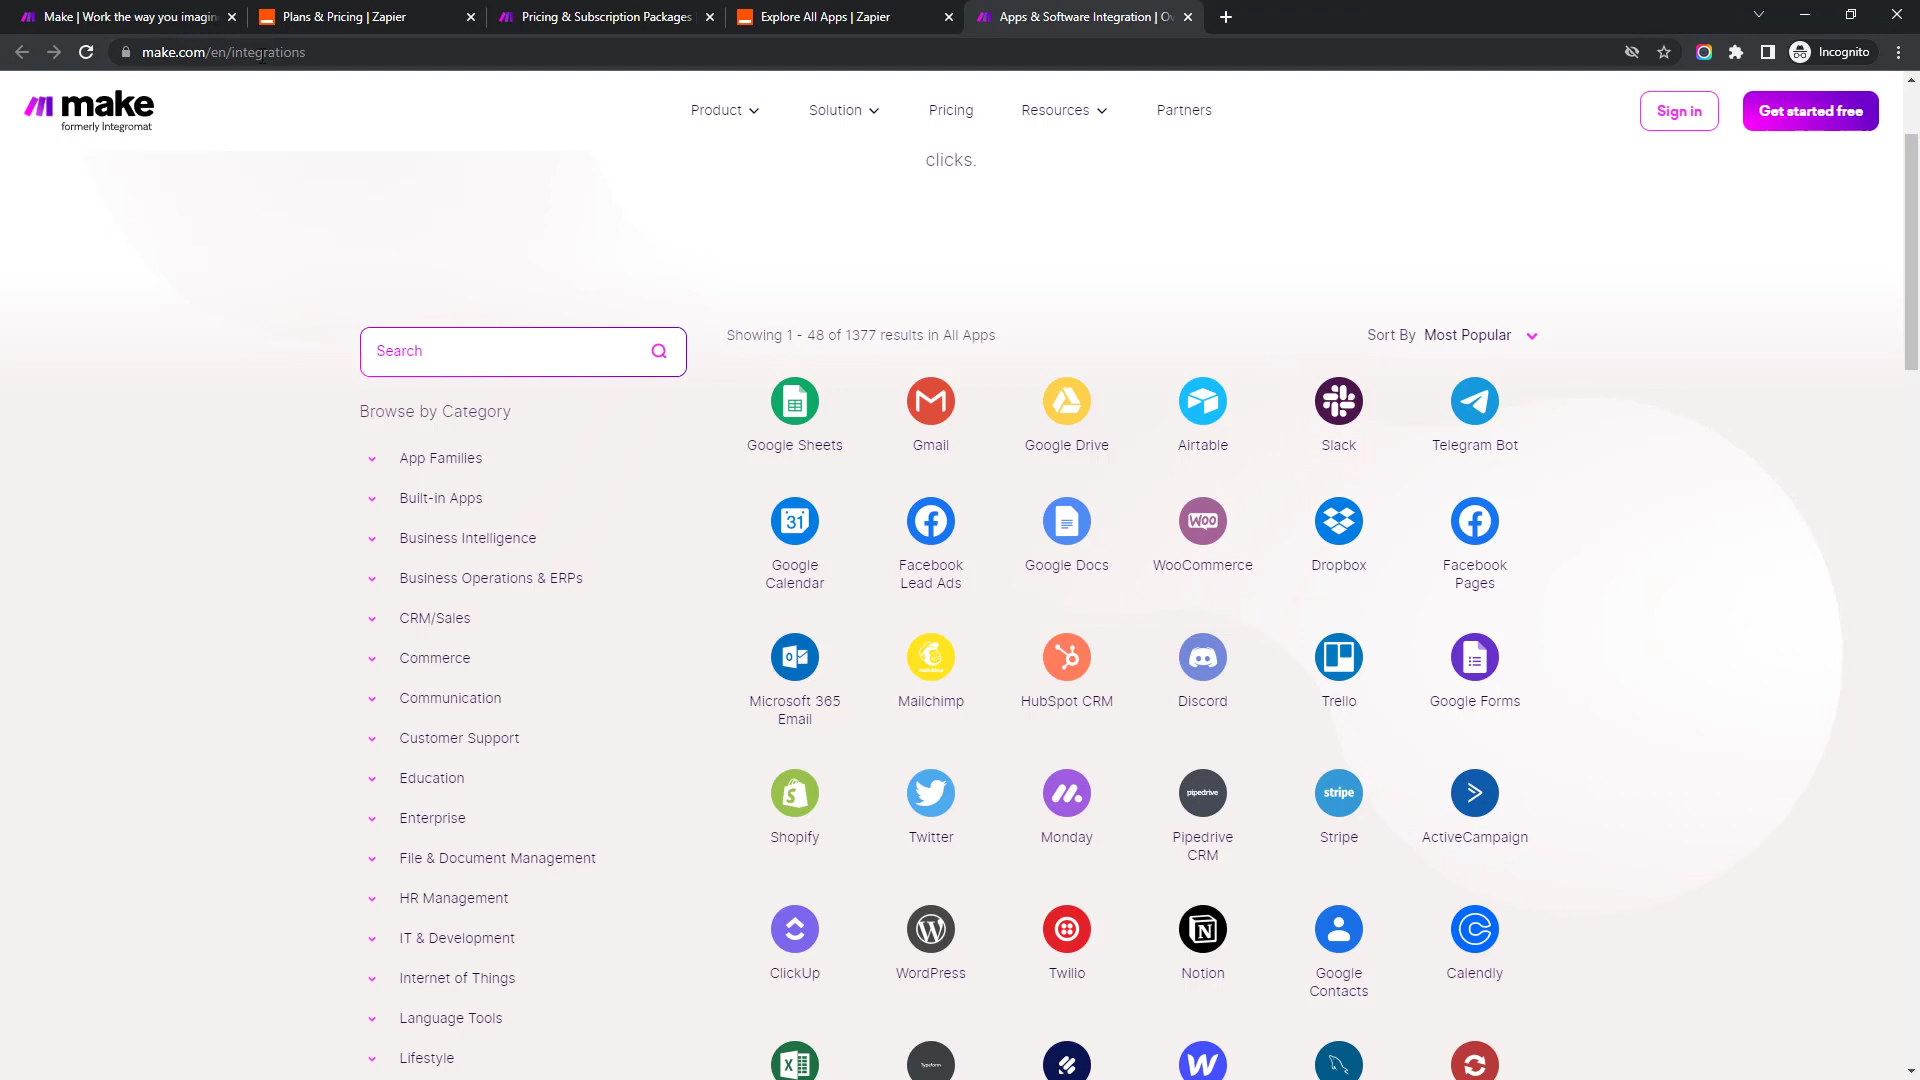 Make | Work the way you imagin
Plans & Pricing | Zapier
Pricing & Subscription Packages
Explore All Apps | Zapier
Apps & Software Integration | Ov
make.com/en/integrations
Incognito
make
formerly Integromat
Product
Solution
Pricing
Resources
Partners
Sign in
Get started free
clicks.
Search
Showing 1 - 48 of 1377 results in All Apps
Sort By Most Popular
Browse by Category
App Families
Built-in Apps
Business Intelligence
Business Operations & ERPs
CRM/Sales
Commerce
Communication
Customer Support
Education
Enterprise
File & Document Management
HR Management
IT & Development
Internet of Things
Language Tools
Lifestyle
Google Sheets
Gmail
Google Drive
Airtable
Slack
Telegram Bot
31
Woo
Google
Calendar
Facebook
Lead Ads
Google Docs
WooCommerce
Dropbox
Facebook
Pages
Microsoft 365
Email
Mailchimp
HubSpot CRM
Discord
Trello
Google Forms
pipedrive
stripe
Shopify
Twitter
Monday
Pipedrive
CRM
Stripe
ActiveCampaign
ClickUp
WordPress
Twilio
Notion
Google
Contacts
Calendly
Typeform